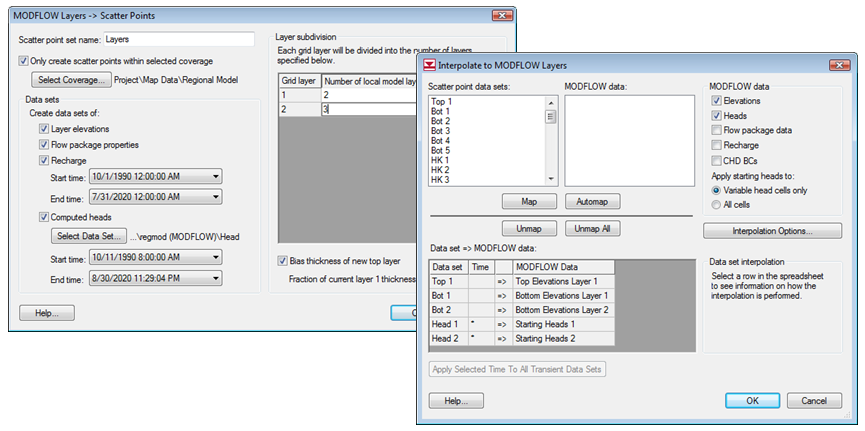 MODFLOW Layers -> Scatter Points
Scatter point set name: Layers
Only create scatter points within selected coverage
Select Coverage... Project\Map Data\Regional Model
Data sets
Create data sets of:
Layer elevations
Flow package properties
Recharge
Start time: 10/1/1990 12:00:00 AM
End time: 7/31/2020 12:00:00 AM
Computed heads
Select Data Set... ...\regmod (MODFLOW)\Head
Start time: 10/11/1990 8:00:00 AM
End time: 8/30/2020 11:29:04 PM
Help...
Layer subdivision
Each grid layer will be divided into the number of layers
specified below.
Grid layer Number of local model lay
1 2
2 3
Bias thickness of new top layer
Fraction of current layer 1 thickness
Interpolate to MODFLOW Layers
Scatter point data sets:
Top 1
Bot 1
Bot 2
Bot 3
Bot 4
Bot 5
HK 1
HK 2
HK 3
MODFLOW data:
Map Automap
Unmap Unmap All
Data set => MODFLOW data:
Data set Time MODFLOW Data
Top 1 => Top Elevations Layer 1
Bot 1 => Bottom Elevations Layer 1
Bot 2 => Bottom Elevations Layer 2
Head 1 * => Starting Heads 1
Head 2 * => Starting Heads 2
Apply Selected Time To All Transient Data Sets
Help...
MODFLOW data
Elevations
Heads
Flow package data
Recharge
CHD BCs
Apply starting heads to:
Variable head cells only
All cells
Interpolation Options...
Data set interpolation
Select a row in the spreadsheet
to see information on how the
interpolation is performed.
OK Cancel